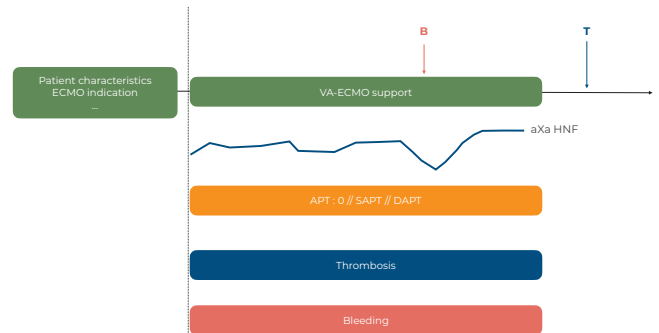 B
T
Patient characteristics
ECMO indication
...
VA-ECMO support
aXa HNF
APT : 0 // SAPT // DAPT
Thrombosis
Bleeding